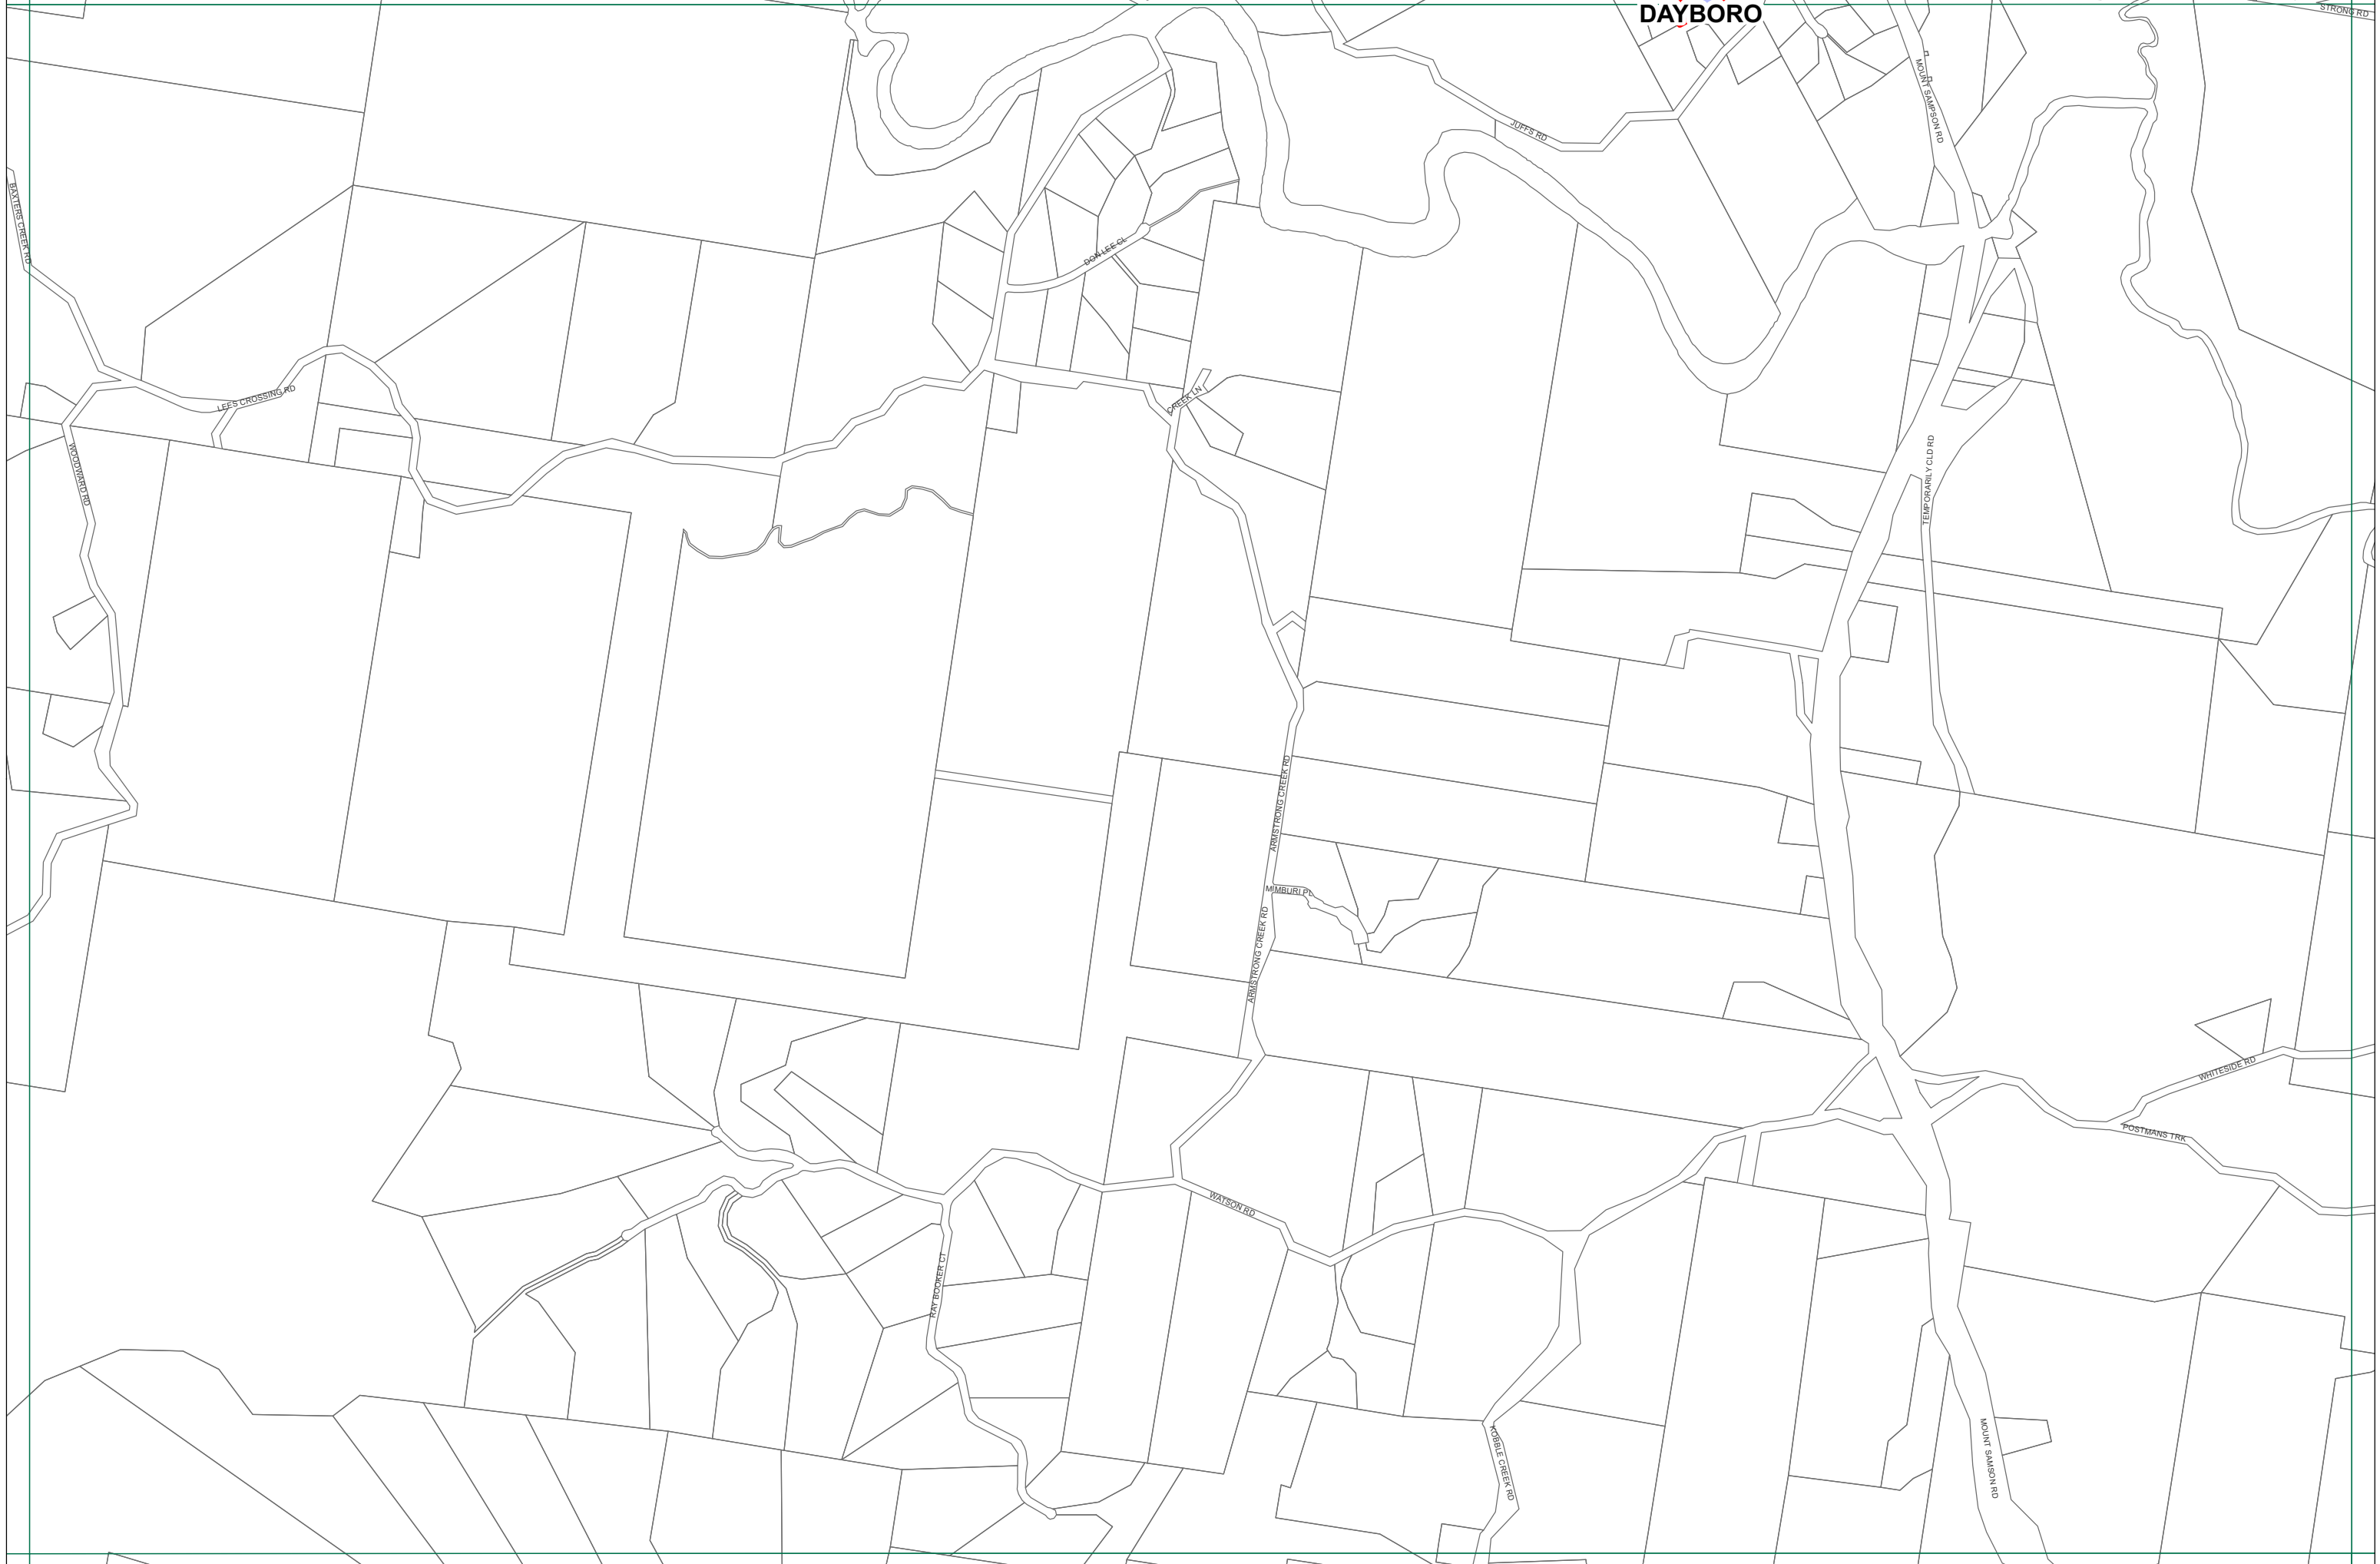 DAYBORO
STRONG RD
MOUNT SAMPSON RD
JUFFS RD
BAXTERS CREEK RD
DON LEE CL
LEES CROSSING RD
CREEK LN
WOODWARD RD
TEMPORARILY CLD RD
ARMSTRONG CREEK RD
MIMBURI PL
ARMSTRONG CREEK RD
WHITESIDE RD
POSTMANS TRK
WATSON RD
RAY BOOKER CT
KOBBLE CREEK RD
MOUNT SAMSON RD